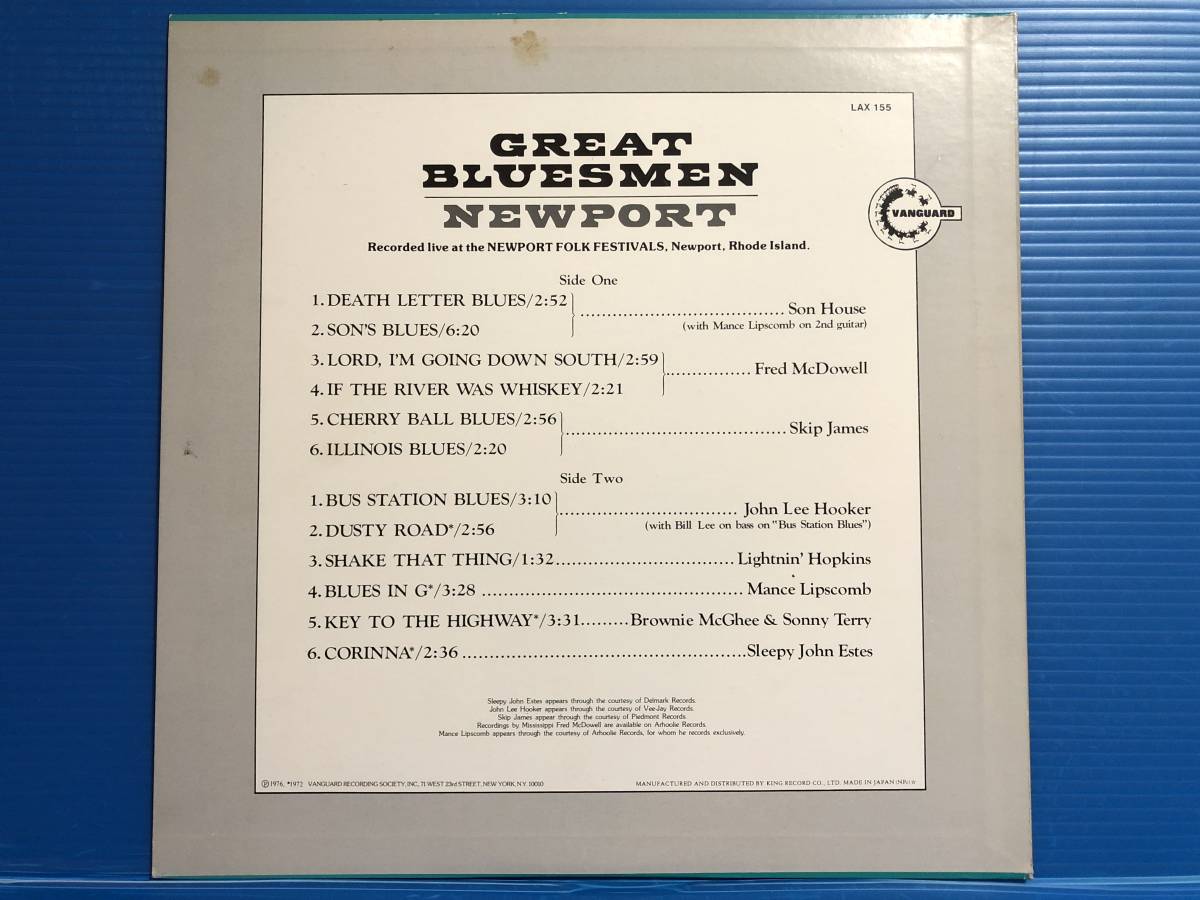 LAX 155
GREAT
BLUESMEN
NEWPORT
VANGUARD
Recorded live at the NEWPORT FOLK FESTIVALS, Newport, Rhode Island.
Side One
1. DEATH LETTER BLUES/2:52
2. SON'S BLUES/6:20
Son House
(with Mance Lipscomb on 2nd guitar)
3. LORD, I'M GOING DOWN SOUTH/2:59
4. IF THE RIVER WAS WHISKEY/2:21
Fred McDowell
5. CHERRY BALL BLUES/2:56
6. ILLINOIS BLUES/2:20
Skip James
Side Two
1. BUS STATION BLUES/3:10
2. DUSTY ROAD*/2:56
John Lee Hooker
(with Bill Lee on bass on "Bus Station Blues")
3. SHAKE THAT THING/1:32 Lightnin' Hopkins
4. BLUES IN G*/3:28 Mance Lipscomb
5. KEY TO THE HIGHWAY*/3:31 Brownie McGhee & Sonny Terry
6. CORINNA*/2:36 Sleepy John Estes
Sleepy John Estes appears through the courtesy of Delmark Records.
John Lee Hooker appears through the courtesy of Vee-Jay Records.
Skip James appear through the courtesy of Piedmont Records.
Recordings by Mississippi Fred McDowell are available on Arhoolie Records.
Mance Lipscomb appears through the courtesy of Arhoolie Records, for whom he records exclusively.
Ⓟ1976, *1972 VANGUARD RECORDING SOCIETY, INC., 71 WEST 23rd STREET, NEW YORK, N.Y. 10010
MANUFACTURED AND DISTRIBUTED BY KING RECORD CO., LTD. MADE IN JAPAN